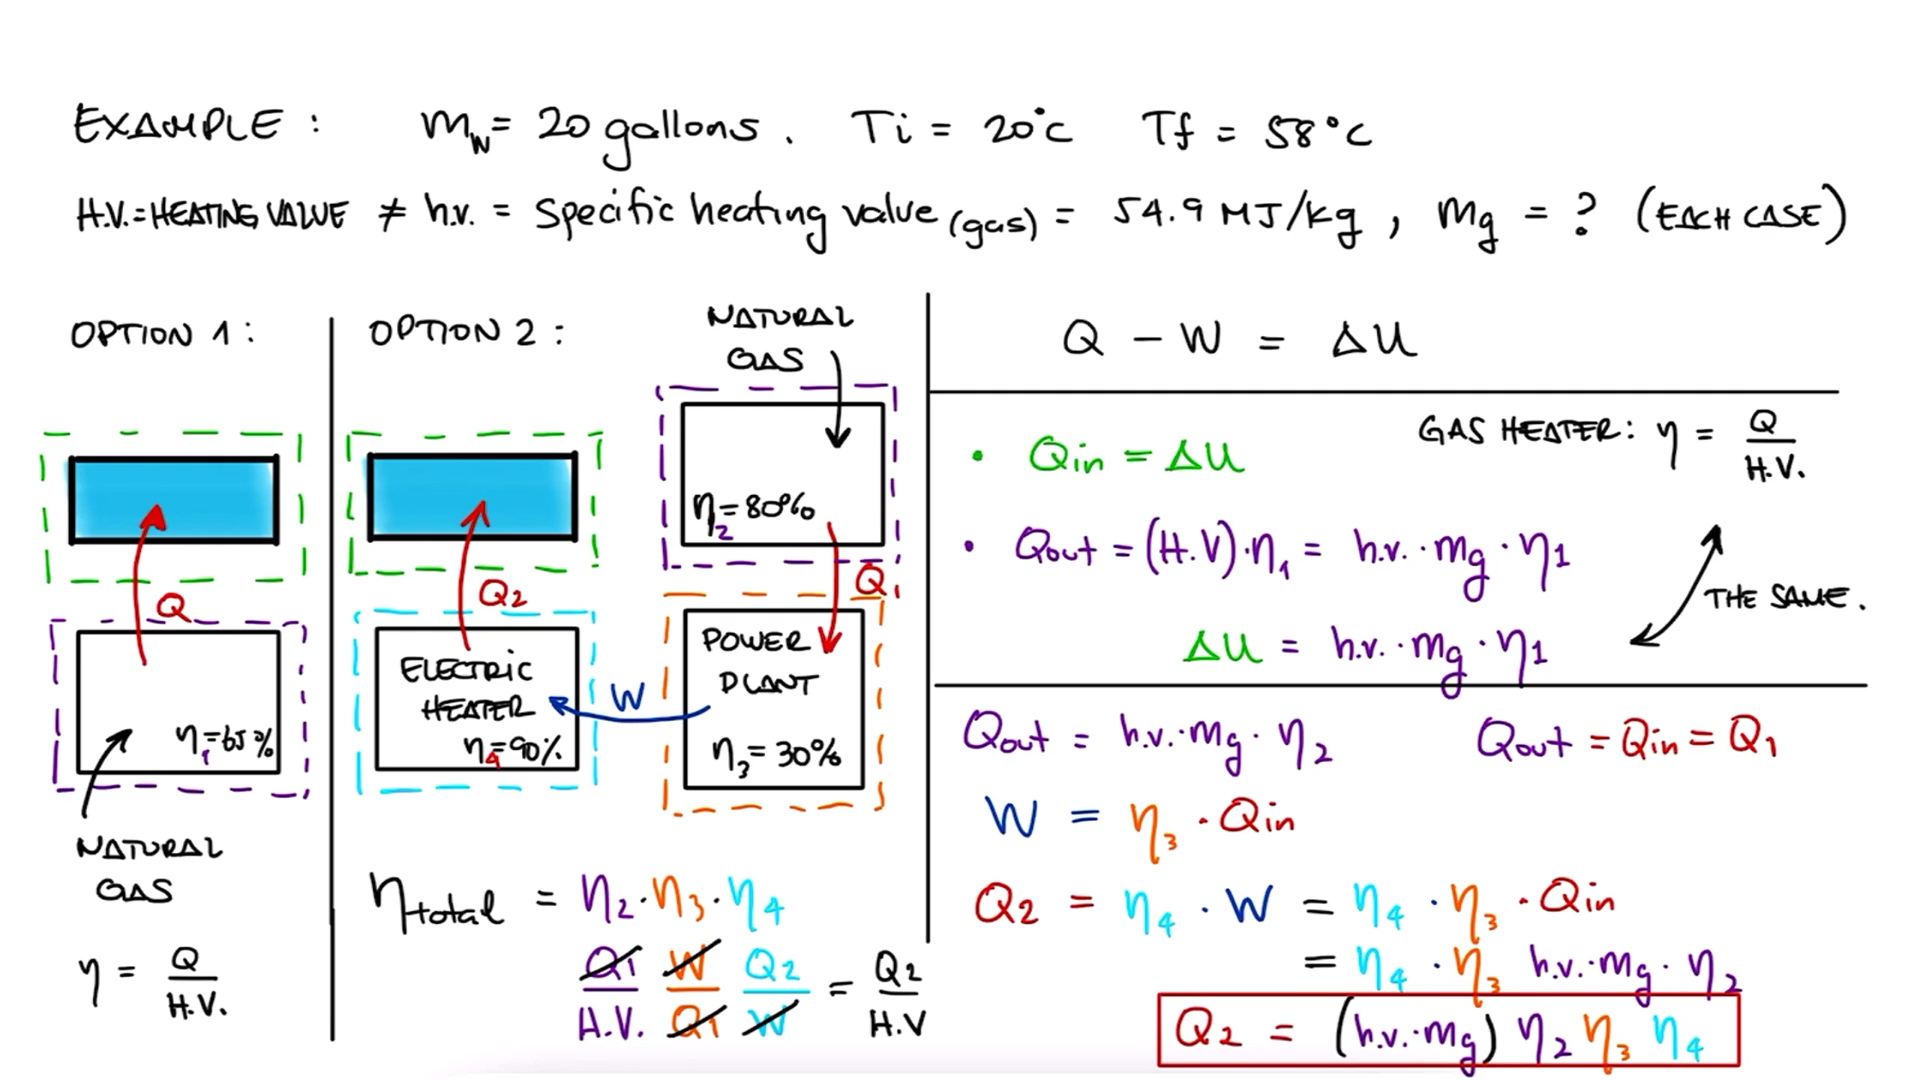 EXAMPLE : m_w = 20 gallons. Ti = 20°C Tf = 58°C
H.V. = HEATING VALUE ≠ h.v. = Specific heating value (gas) = 54.9 MJ/kg, mg = ? (EACH CASE)
OPTION 1:
Q
η₁=65%
NATURAL
GAS
η = Q/H.V.
OPTION 2:
NATURAL
GAS
η₂=80%
Q₁
Q₂
ELECTRIC
HEATER
η₄=90%
W
POWER
PLANT
η₃=30%
ηtotal = η₂·η₃·η₄
Q₁/H.V. W/Q₁ Q₂/W = Q₂/H.V
Q − W = ΔU
• Qin = ΔU
GAS HEATER: η = Q/H.V.
• Qout = (H.V)·η₁ = h.v.·mg·η1
ΔU = h.v.·mg·η1
THE SAME.
Qout = h.v.·mg·η₂ Qout = Qin = Q₁
W = η₃·Qin
Q₂ = η₄·W = η₄·η₃·Qin
= η₄·η₃ h.v.·mg·η₂
Q₂ = (h.v.·mg) η₂ η₃ η₄